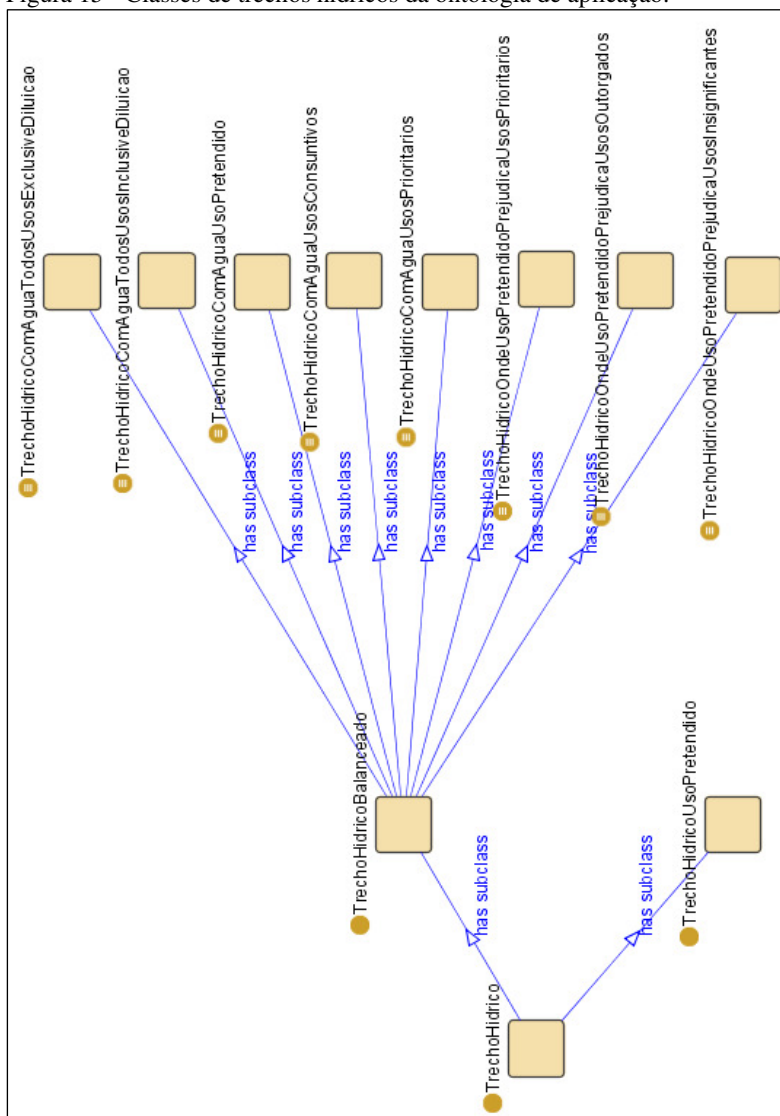 Figura - Classes de trechos hídricos da ontologia de aplicação.
TrechoHidricoComAguaTodosUsosExclusiveDiluicao
TrechoHidricoComAguaTodosUsosInclusiveDiluicao
TrechoHidricoComAguaUsoPretendido
TrechoHidricoComAguaUsosConsuntivos
TrechoHidricoComAguaUsosPrioritarios
TrechoHidricoOndeUsoPretendidoPrejudicaUsosPrioritarios
TrechoHidricoOndeUsoPretendidoPrejudicaUsosOutorgados
TrechoHidricoOndeUsoPretendidoPrejudicaUsosInsignificantes
has subclass
has subclass
has subclass
has subclass
has subclass
has subclass
has subclass
has subclass
TrechoHidricoBalanceado
TrechoHidricoUsoPretendido
has subclass
has subclass
TrechoHidrico